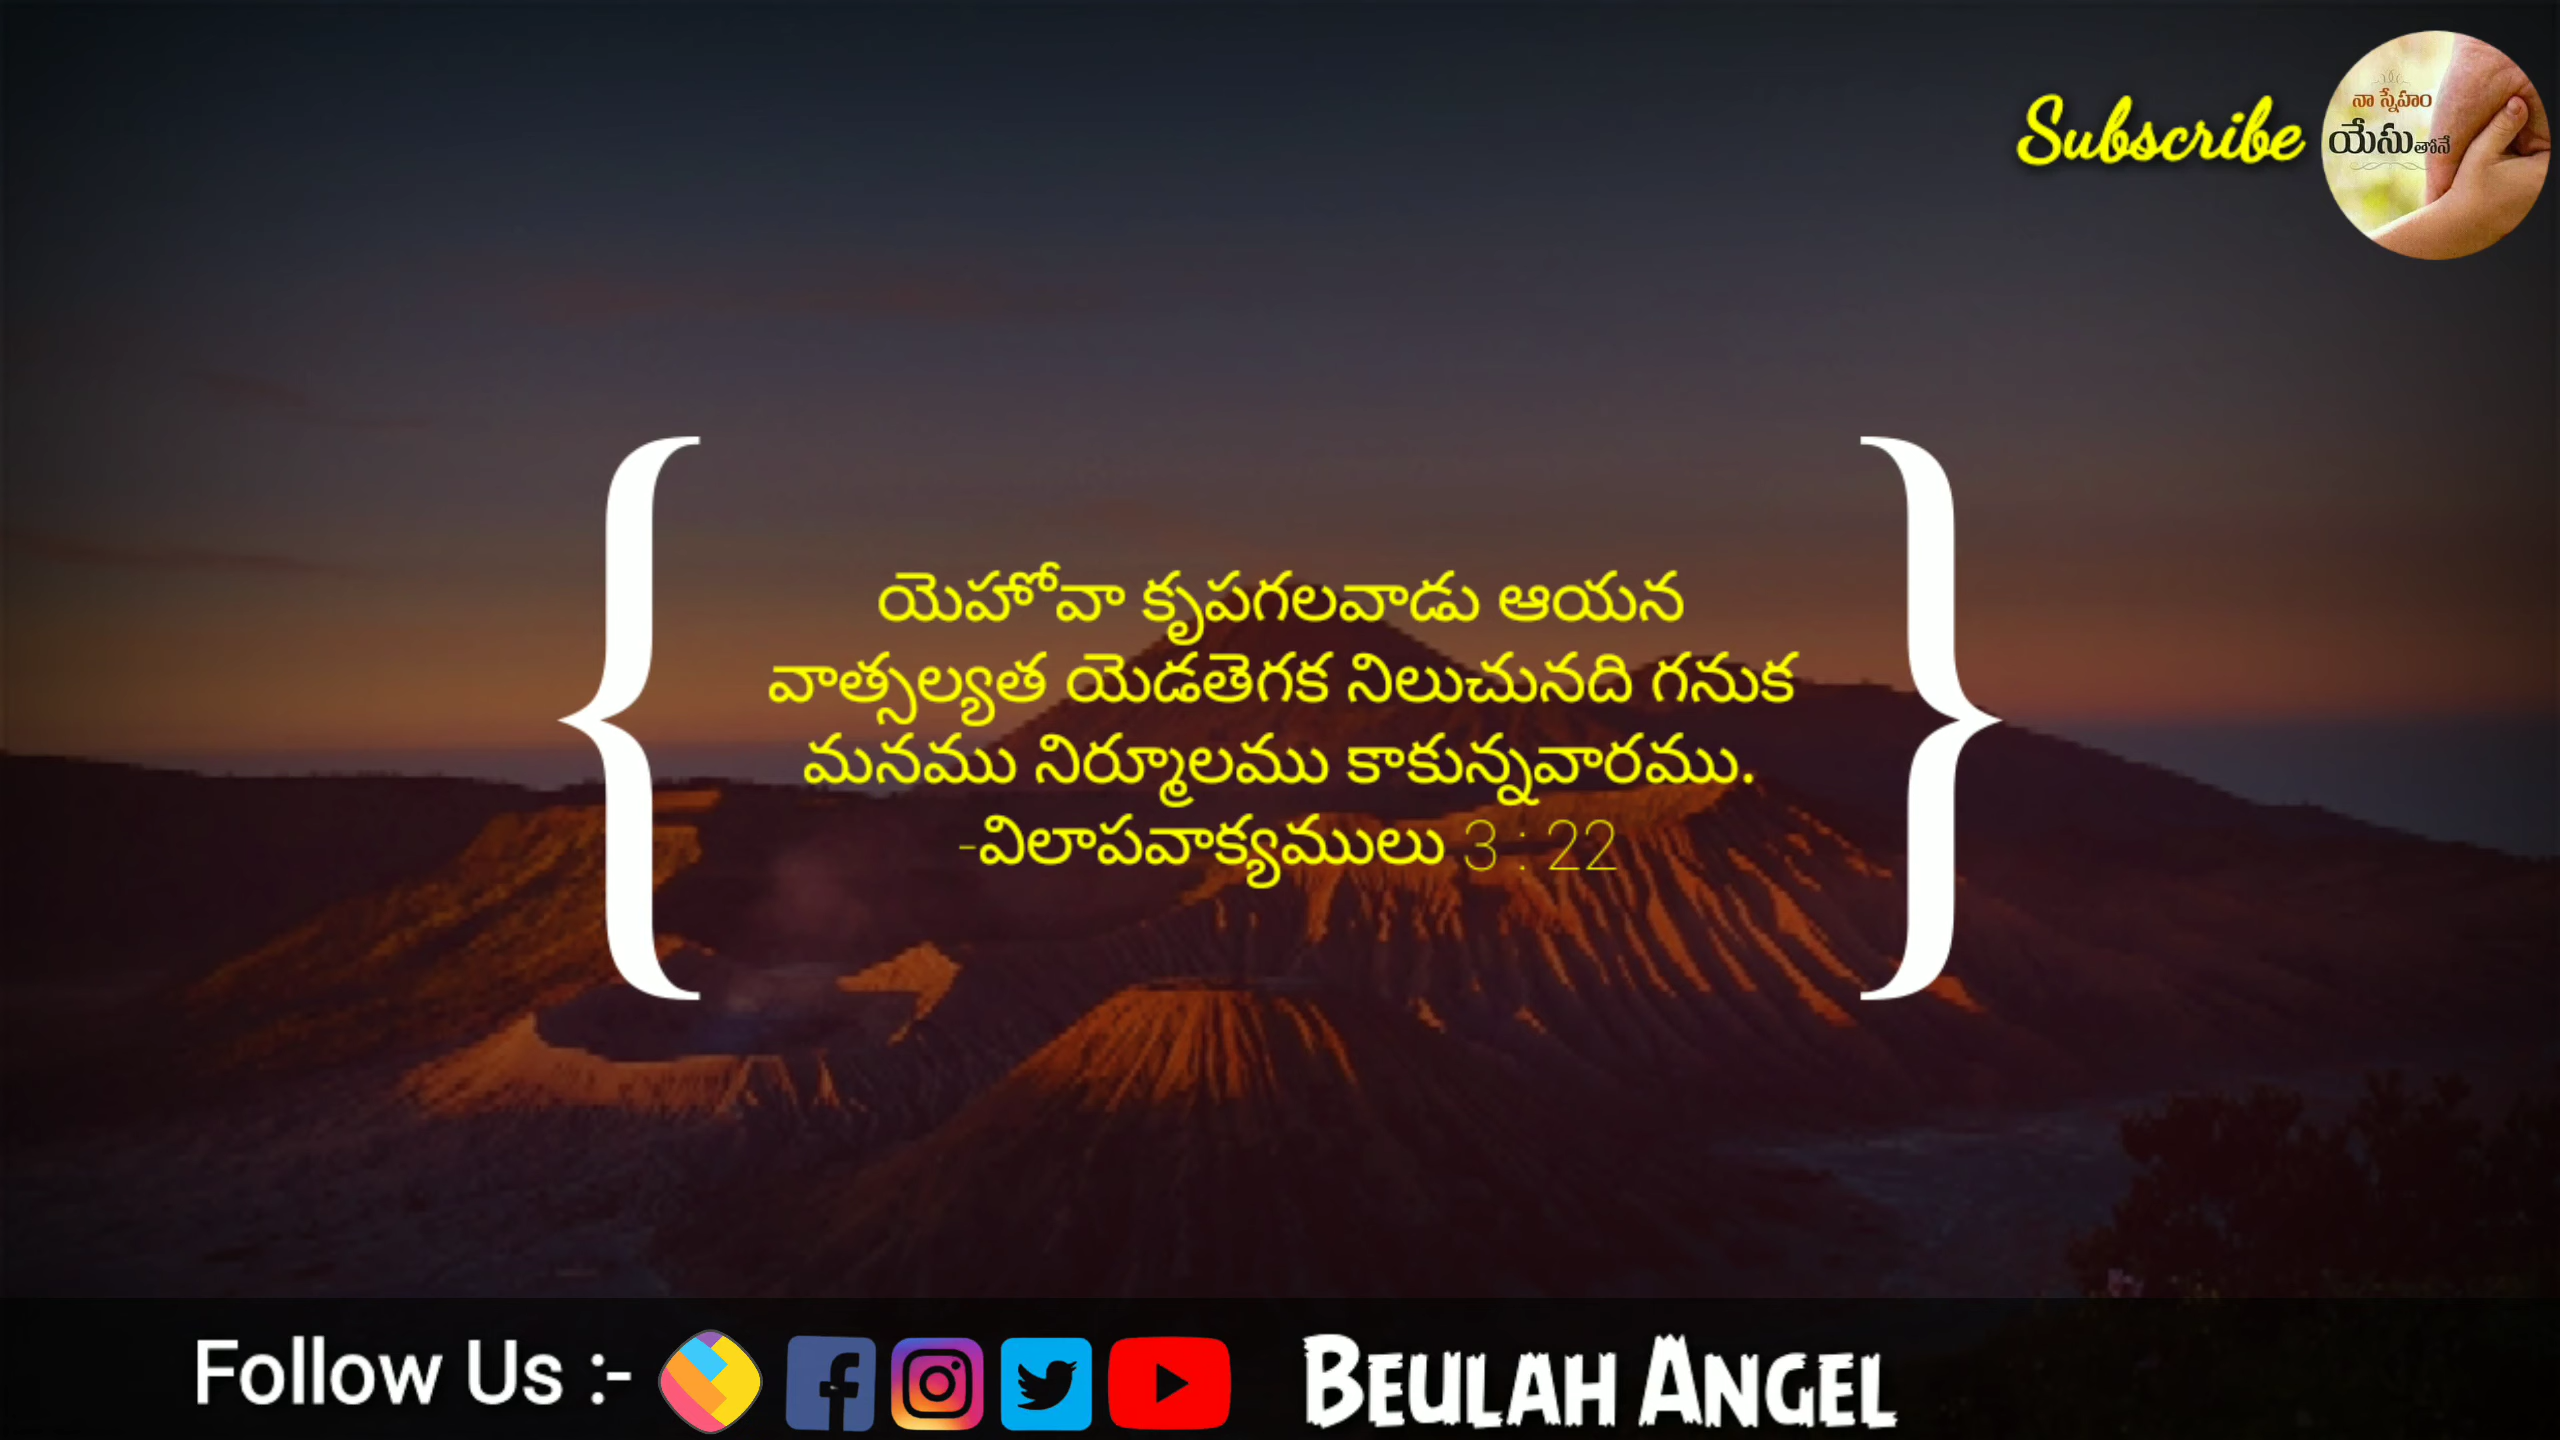 Subscribe
నా స్నేహం
యేసుతోనే
యెహోవా కృపగలవాడు ఆయన
వాత్సల్యత యెడతెగక నిలుచునది గనుక
మనము నిర్మూలము కాకున్నవారము.
-విలాపవాక్యములు 3 : 22
Follow Us :- BEULAH ANGEL